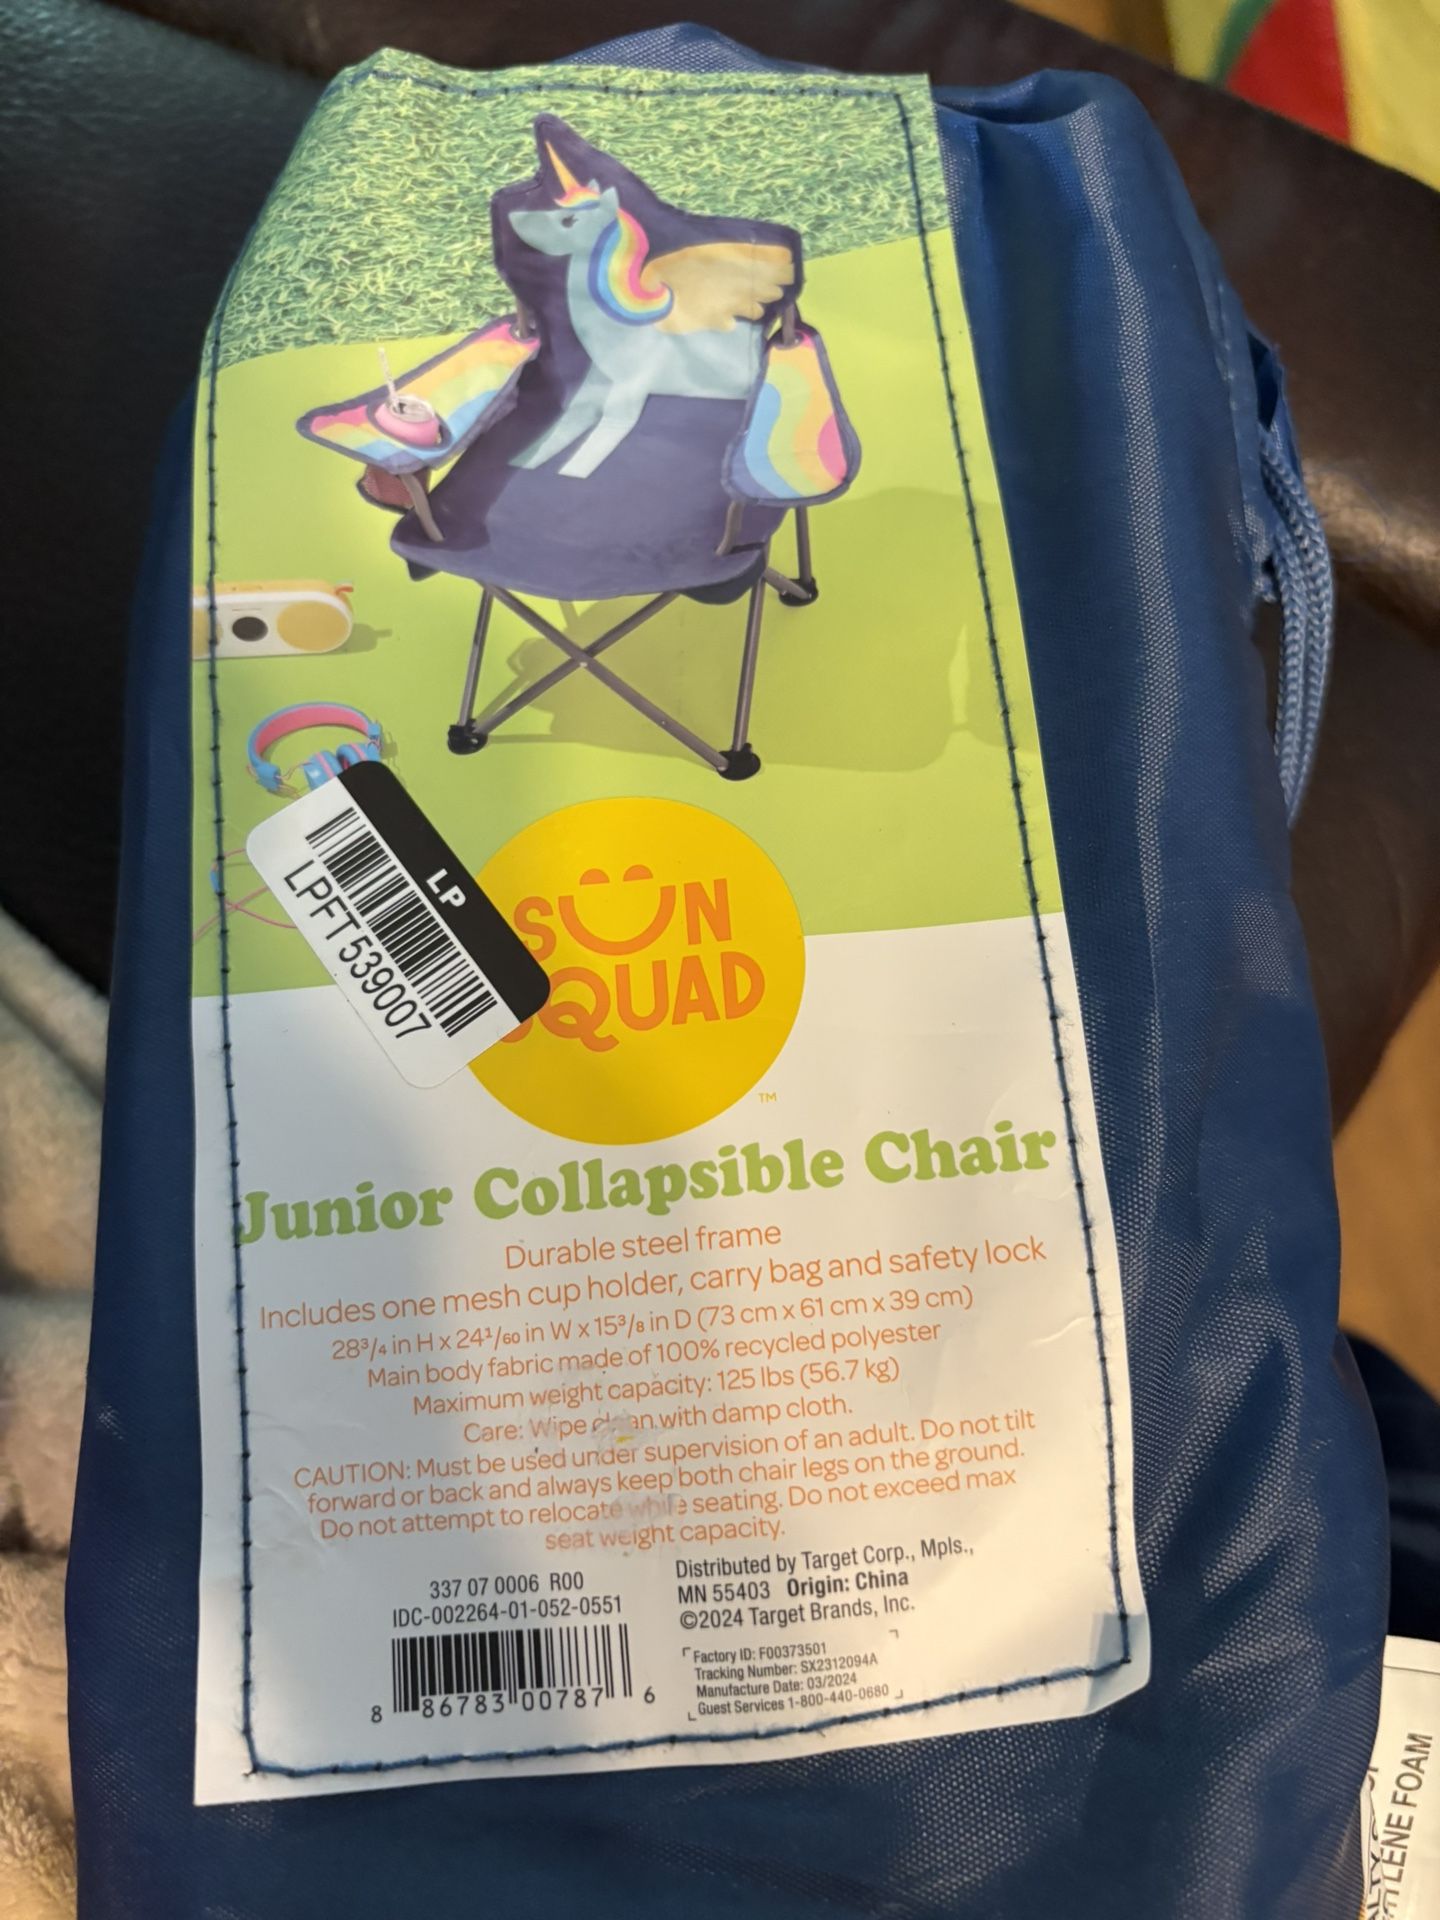 LP
LPFT539007
SUN
SQUAD
™
Junior Collapsible Chair
Durable steel frame
Includes one mesh cup holder, carry bag and safety lock
28³/₄ in H x 24¹/₆₀ in W x 15³/₈ in D (73 cm x 61 cm x 39 cm)
Main body fabric made of 100% recycled polyester
Maximum weight capacity: 125 lbs (56.7 kg)
Care: Wipe clean with damp cloth.
CAUTION: Must be used under supervision of an adult. Do not tilt
forward or back and always keep both chair legs on the ground.
Do not attempt to relocate while seating. Do not exceed max
seat weight capacity.
337 07 0006 R00
IDC-002264-01-052-0551
8 86783 00787 6
Distributed by Target Corp., Mpls.,
MN 55403 Origin: China
©2024 Target Brands, Inc.
Factory ID: F00373501
Tracking Number: SX2312094A
Manufacture Date: 03/2024
Guest Services 1-800-440-0680
FOAM